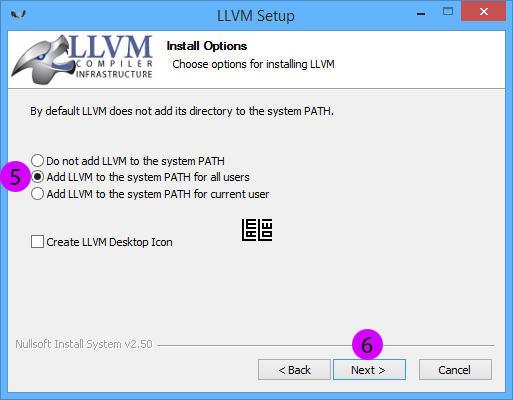 LLVM Setup
LLVM
COMPILER
INFRASTRUCTURE
Install Options
Choose options for installing LLVM
By default LLVM does not add its directory to the system PATH.
Do not add LLVM to the system PATH
5
Add LLVM to the system PATH for all users
Add LLVM to the system PATH for current user
Create LLVM Desktop Icon
Nullsoft Install System v2.50
6
< Back
Next >
Cancel